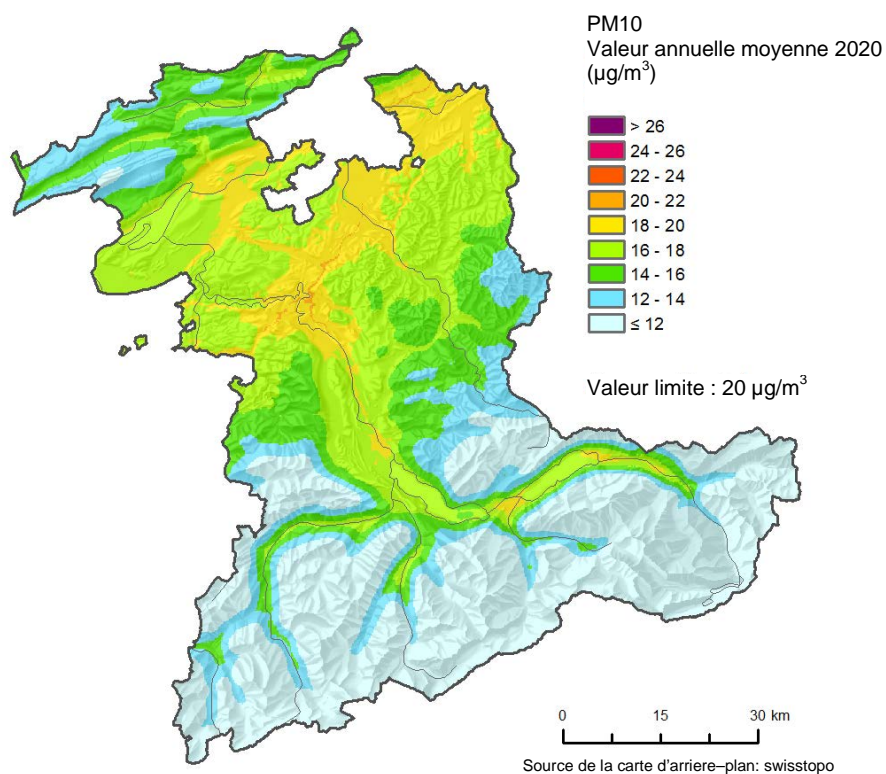 PM10
Valeur annuelle moyenne 2020
(µg/m³)
> 26
24 - 26
22 - 24
20 - 22
18 - 20
16 - 18
14 - 16
12 - 14
≤ 12
Valeur limite : 20 µg/m³
0 15 30 km
Source de la carte d'arriere–plan: swisstopo